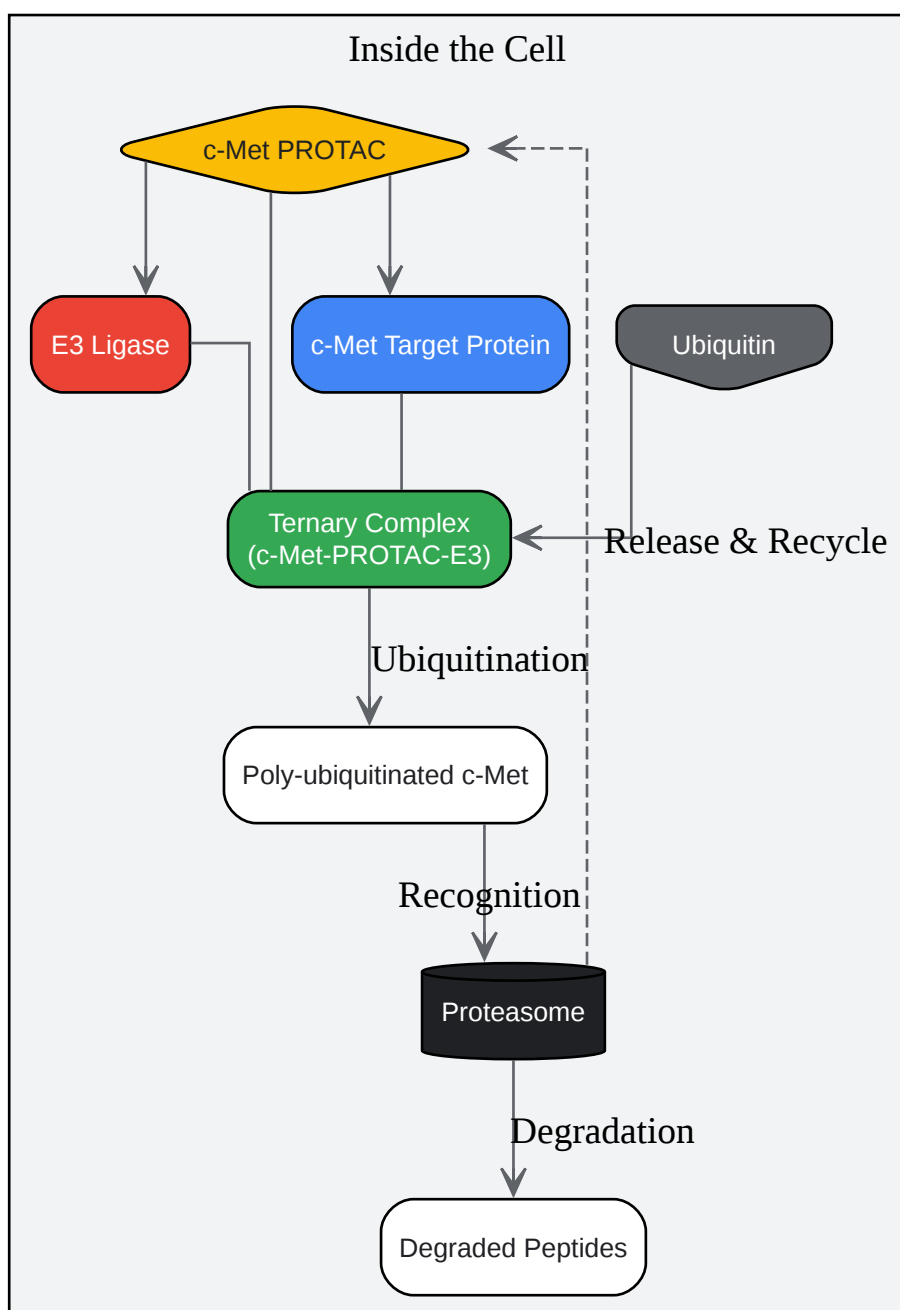 Inside the Cell
c-Met PROTAC
E3 Ligase
c-Met Target Protein
Ubiquitin
Ternary Complex
(c-Met-PROTAC-E3)
Release & Recycle
Ubiquitination
Poly-ubiquitinated c-Met
Recognition
Proteasome
Degradation
Degraded Peptides